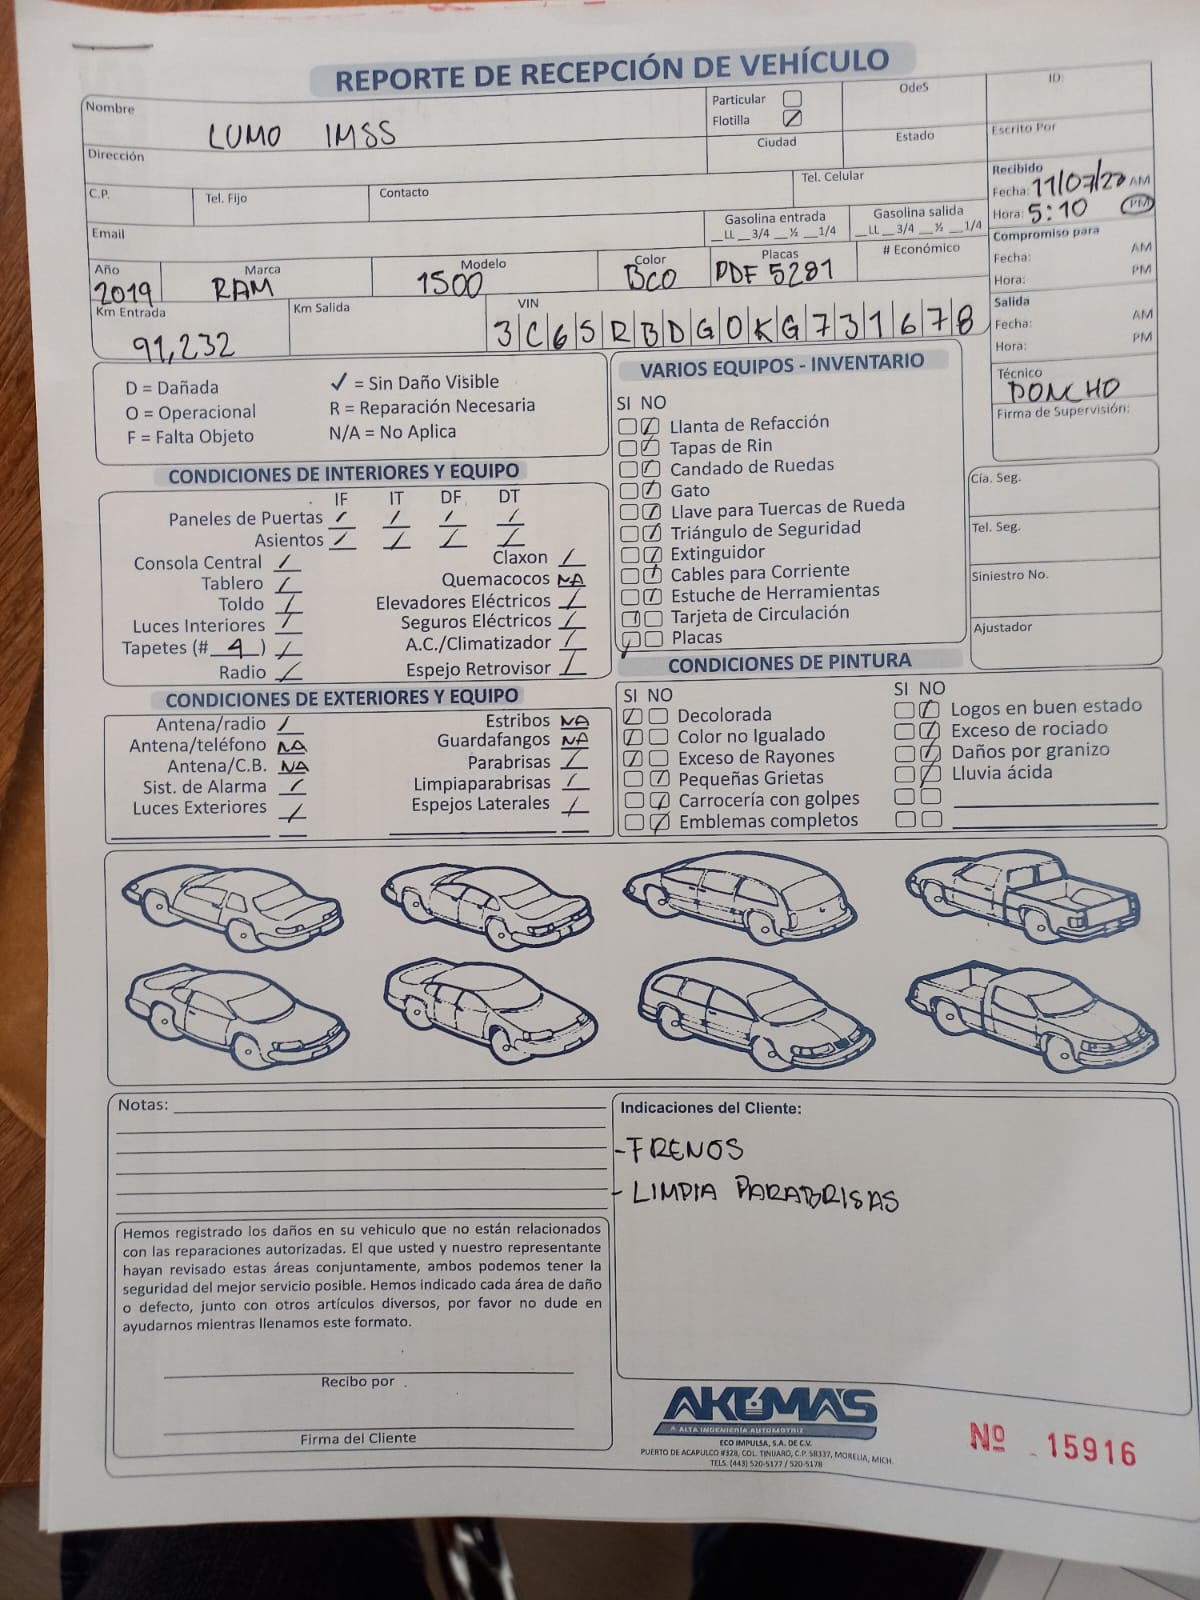 REPORTE DE RECEPCIÓN DE VEHÍCULO
Nombre
LUMO IMSS
Particular
Flotilla
OdeS
ID:
Dirección
Ciudad
Estado
Escrito Por
C.P.
Tel. Fijo
Contacto
Tel. Celular
Recibido
Fecha: 11/07/22 AM
Hora: 5:10 PM
Email
Gasolina entrada
__LL __3/4 __½ __1/4
Gasolina salida
__LL __3/4 __½ __1/4
Compromiso para
Fecha: AM
Hora: PM
Año
2019
Marca
RAM
Modelo
1500
Color
BCO
Placas
PDF 5281
# Económico
Km Entrada
91,232
Km Salida
VIN
3C6SRBDG0KG731678
Salida
Fecha: AM
Hora: PM
Técnico
PONCHO
Firma de Supervisión:
D = Dañada
O = Operacional
F = Falta Objeto
✓ = Sin Daño Visible
R = Reparación Necesaria
N/A = No Aplica
CONDICIONES DE INTERIORES Y EQUIPO
IF IT DF DT
Paneles de Puertas
Asientos
Consola Central
Tablero
Toldo
Luces Interiores
Tapetes (# 4 )
Radio
Claxon
Quemacocos NA
Elevadores Eléctricos
Seguros Eléctricos
A.C./Climatizador
Espejo Retrovisor
VARIOS EQUIPOS - INVENTARIO
SI NO
Llanta de Refacción
Tapas de Rin
Candado de Ruedas
Gato
Llave para Tuercas de Rueda
Triángulo de Seguridad
Extinguidor
Cables para Corriente
Estuche de Herramientas
Tarjeta de Circulación
Placas
Cía. Seg.
Tel. Seg.
Siniestro No.
Ajustador
CONDICIONES DE EXTERIORES Y EQUIPO
Antena/radio
Antena/teléfono NA
Antena/C.B. NA
Sist. de Alarma
Luces Exteriores
Estribos NA
Guardafangos NA
Parabrisas
Limpiaparabrisas
Espejos Laterales
CONDICIONES DE PINTURA
SI NO
Decolorada
Color no Igualado
Exceso de Rayones
Pequeñas Grietas
Carrocería con golpes
Emblemas completos
SI NO
Logos en buen estado
Exceso de rociado
Daños por granizo
Lluvia ácida
Notas:
Indicaciones del Cliente:
- FRENOS
- LIMPIA PARABRISAS
Hemos registrado los daños en su vehiculo que no están relacionados
con las reparaciones autorizadas. El que usted y nuestro representante
hayan revisado estas áreas conjuntamente, ambos podemos tener la
seguridad del mejor servicio posible. Hemos indicado cada área de daño
o defecto, junto con otros artículos diversos, por favor no dude en
ayudarnos mientras llenamos este formato.
Recibo por
Firma del Cliente
AKUMA'S
ALTA INGENIERÍA AUTOMOTRIZ
ECO IMPULSA, S.A. DE C.V.
PUERTO DE ACAPULCO #328, COL. TINIJARO, C.P. 58337, MORELIA, MICH.
TELS. (443) 520-5177 / 520-5178
Nº 15916